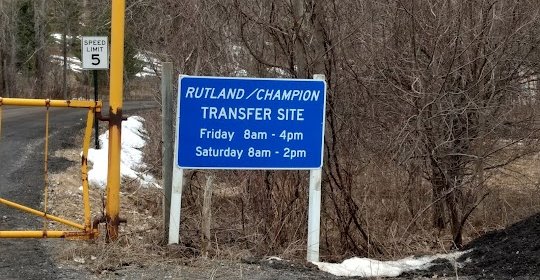 SPEED
LIMIT
5
RUTLAND/CHAMPION
TRANSFER SITE
Friday 8am - 4pm
Saturday 8am - 2pm